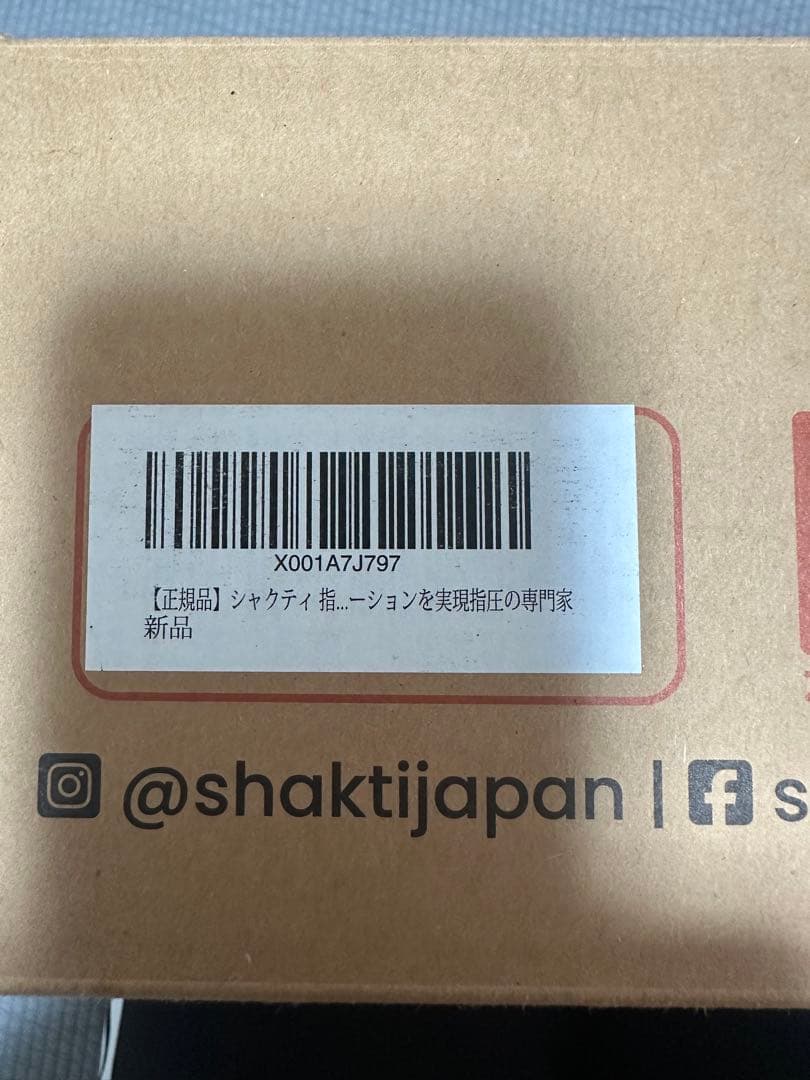 X001A7J797
【正規品】シャクティ 指...ーションを実現指圧の専門家
新品
@shaktijapan | s